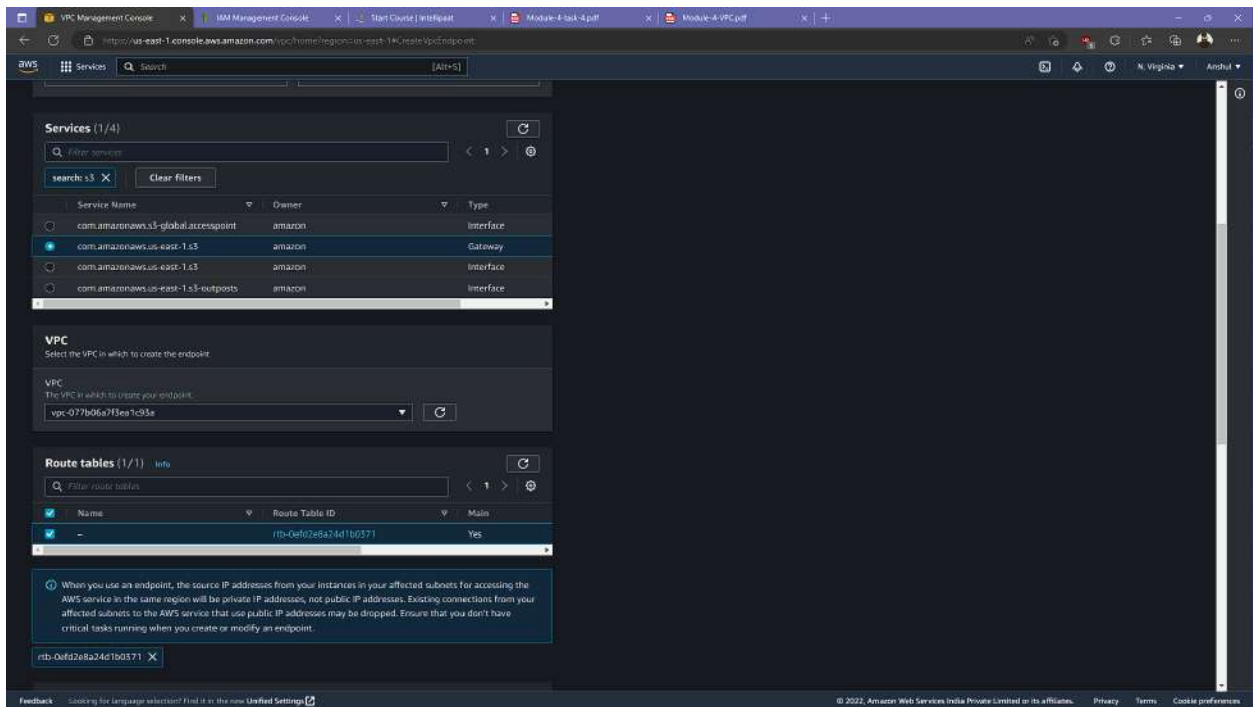 VPC Management Console
IAM Management Console
Start Course | Intellipaat
Module-4-task-4.pdf
Module-4-VPC.pdf
https://us-east-1.console.aws.amazon.com/vpc/home?region=us-east-1#CreateVpcEndpoint:
aws
Services
Search
[Alt+S]
N. Virginia
Anshul
Services (1/4)
Filter services
1
search: s3
Clear filters
Service Name Owner Type
com.amazonaws.s3-global.accesspoint amazon Interface
com.amazonaws.us-east-1.s3 amazon Gateway
com.amazonaws.us-east-1.s3 amazon Interface
com.amazonaws.us-east-1.s3-outposts amazon Interface
VPC
Select the VPC in which to create the endpoint
VPC
The VPC in which to create your endpoint.
vpc-077b06a7f3ea1c93a
Route tables (1/1) Info
Filter route tables
1
Name Route Table ID Main
– rtb-0efd2e8a24d1b0371 Yes
When you use an endpoint, the source IP addresses from your instances in your affected subnets for accessing the
AWS service in the same region will be private IP addresses, not public IP addresses. Existing connections from your
affected subnets to the AWS service that use public IP addresses may be dropped. Ensure that you don't have
critical tasks running when you create or modify an endpoint.
rtb-0efd2e8a24d1b0371
Feedback Looking for language selection? Find it in the new Unified Settings
© 2022, Amazon Web Services India Private Limited or its affiliates. Privacy Terms Cookie preferences